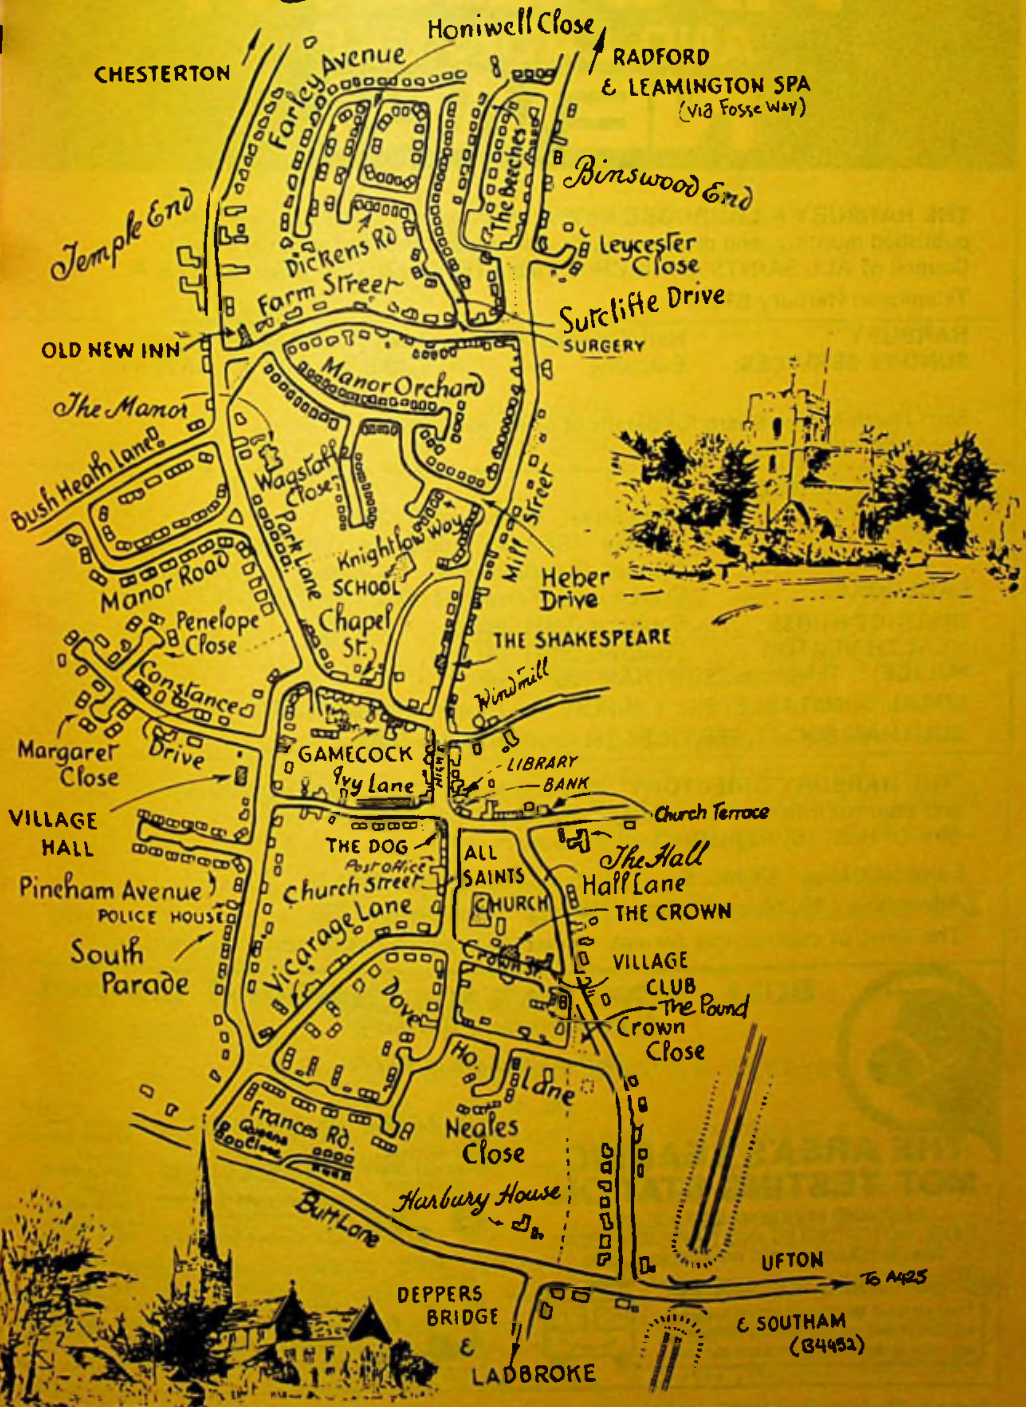 Honiwell Close
CHESTERTON
Farley Avenue
RADFORD
& LEAMINGTON SPA
(via Fosse Way)
The Beeches
Binswood End
Temple End
Dickens Rd
Leycester
Close
Farm Street
Sutcliffe Drive
OLD NEW INN
SURGERY
Manor Orchard
The Manor
Bush Heath Lane
Wagstaff
Close
Park Lane
Mill Street
Knightlow Way
SCHOOL
Manor Road
Heber
Drive
Penelope
Close
Chapel
St.
THE SHAKESPEARE
Constance
Drive
Windmill
Margaret
Close
GAMECOCK
HIGH
LIBRARY
Ivy Lane
BANK
Church Terrace
VILLAGE
HALL
THE DOG
Post office
ALL
SAINTS
CHURCH
The Hall
Hall Lane
Pineham Avenue
Church Street
POLICE HOUSE
THE CROWN
Vicarage Lane
South
Parade
Crown St.
VILLAGE
CLUB
The Pound
Dove
Ho.
Lane
Crown
Close
Frances Rd.
Queens
Close
Neales
Close
Harbury House
Butt Lane
UFTON
To A425
DEPPERS
BRIDGE
&
LADBROKE
& SOUTHAM
(B4452)